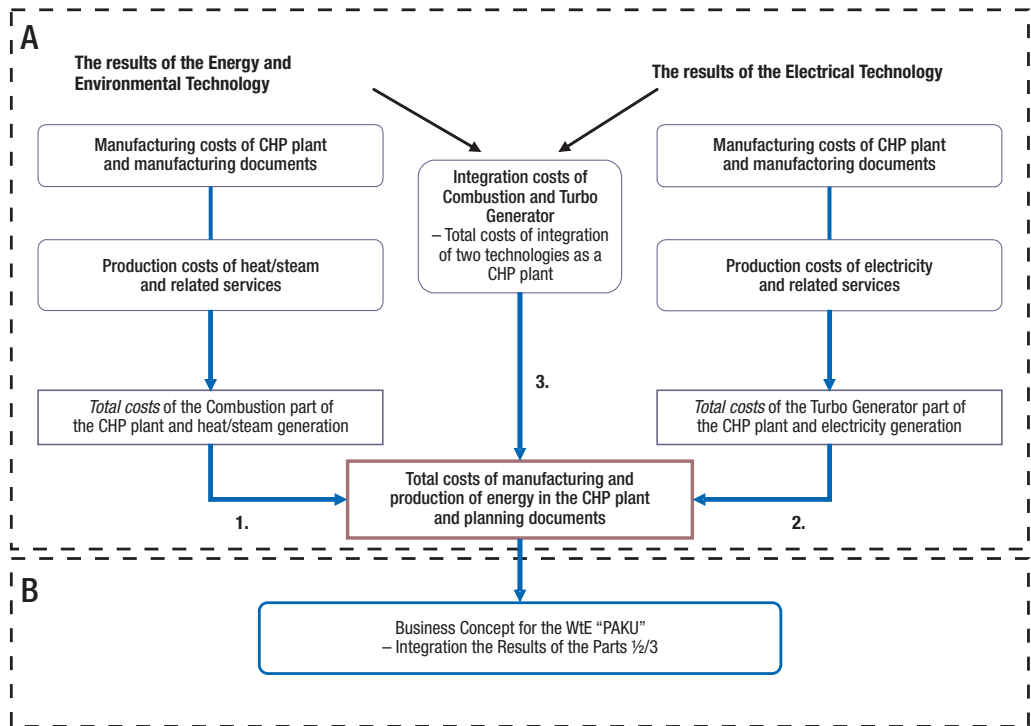 A
The results of the Energy and
Environmental Technology
The results of the Electrical Technology
Manufacturing costs of CHP plant
and manufacturing documents
Integration costs of
Combustion and Turbo
Generator
– Total costs of integration
of two technologies as a
CHP plant
Manufacturing costs of CHP plant
and manufactoring documents
Production costs of heat/steam
and related services
Production costs of electricity
and related services
3.
Total costs of the Combustion part of
the CHP plant and heat/steam generation
Total costs of the Turbo Generator part of
the CHP plant and electricity generation
Total costs of manufacturing and
production of energy in the CHP plant
and planning documents
1.
2.
B
Business Concept for the WtE “PAKU”
– Integration the Results of the Parts ½/3